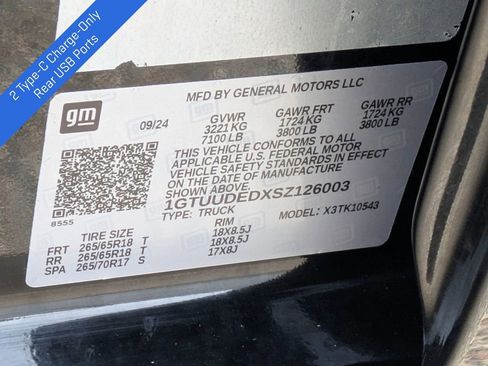 2 Type-C Charge-Only
Rear USB Ports
gm
MFD BY GENERAL MOTORS LLC
09/24
GVWR GAWR FRT GAWR RR
3221 KG 1724 KG 1724 KG
7100 LB 3800 LB 3800 LB
THIS VEHICLE CONFORMS TO ALL
APPLICABLE U.S. FEDERAL MOTOR
VEHICLE SAFETY STANDARDS IN EFFECT
ON THE DATE OF MANUFACTURE
SHOWN ABOVE.
1GTUUDEDXSZ126003
TYPE: TRUCK MODEL: X3TK10543
8555
TIRE SIZE RIM
FRT 265/65R18 T 18X8.5J
RR 265/65R18 T 18X8.5J
SPA 265/70R17 S 17X8J